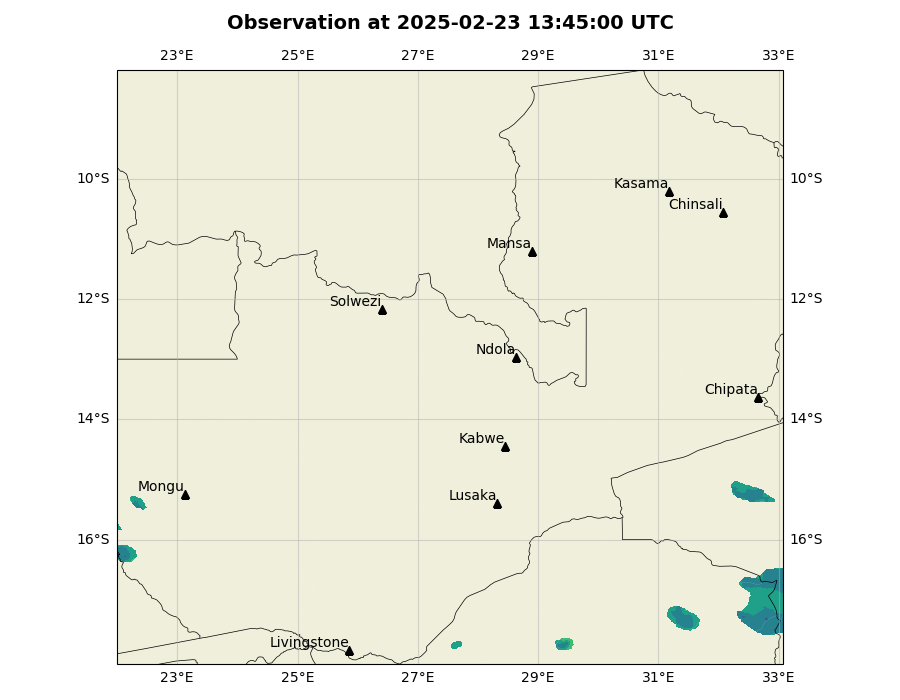 Observation at 2025-02-23 13:45:00 UTC
23°E 25°E 27°E 29°E 31°E 33°E
10°S 10°S
Kasama
Chinsali
Mansa
12°S 12°S
Solwezi
Ndola
Chipata
14°S 14°S
Kabwe
Mongu
Lusaka
16°S 16°S
Livingstone
23°E 25°E 27°E 29°E 31°E 33°E